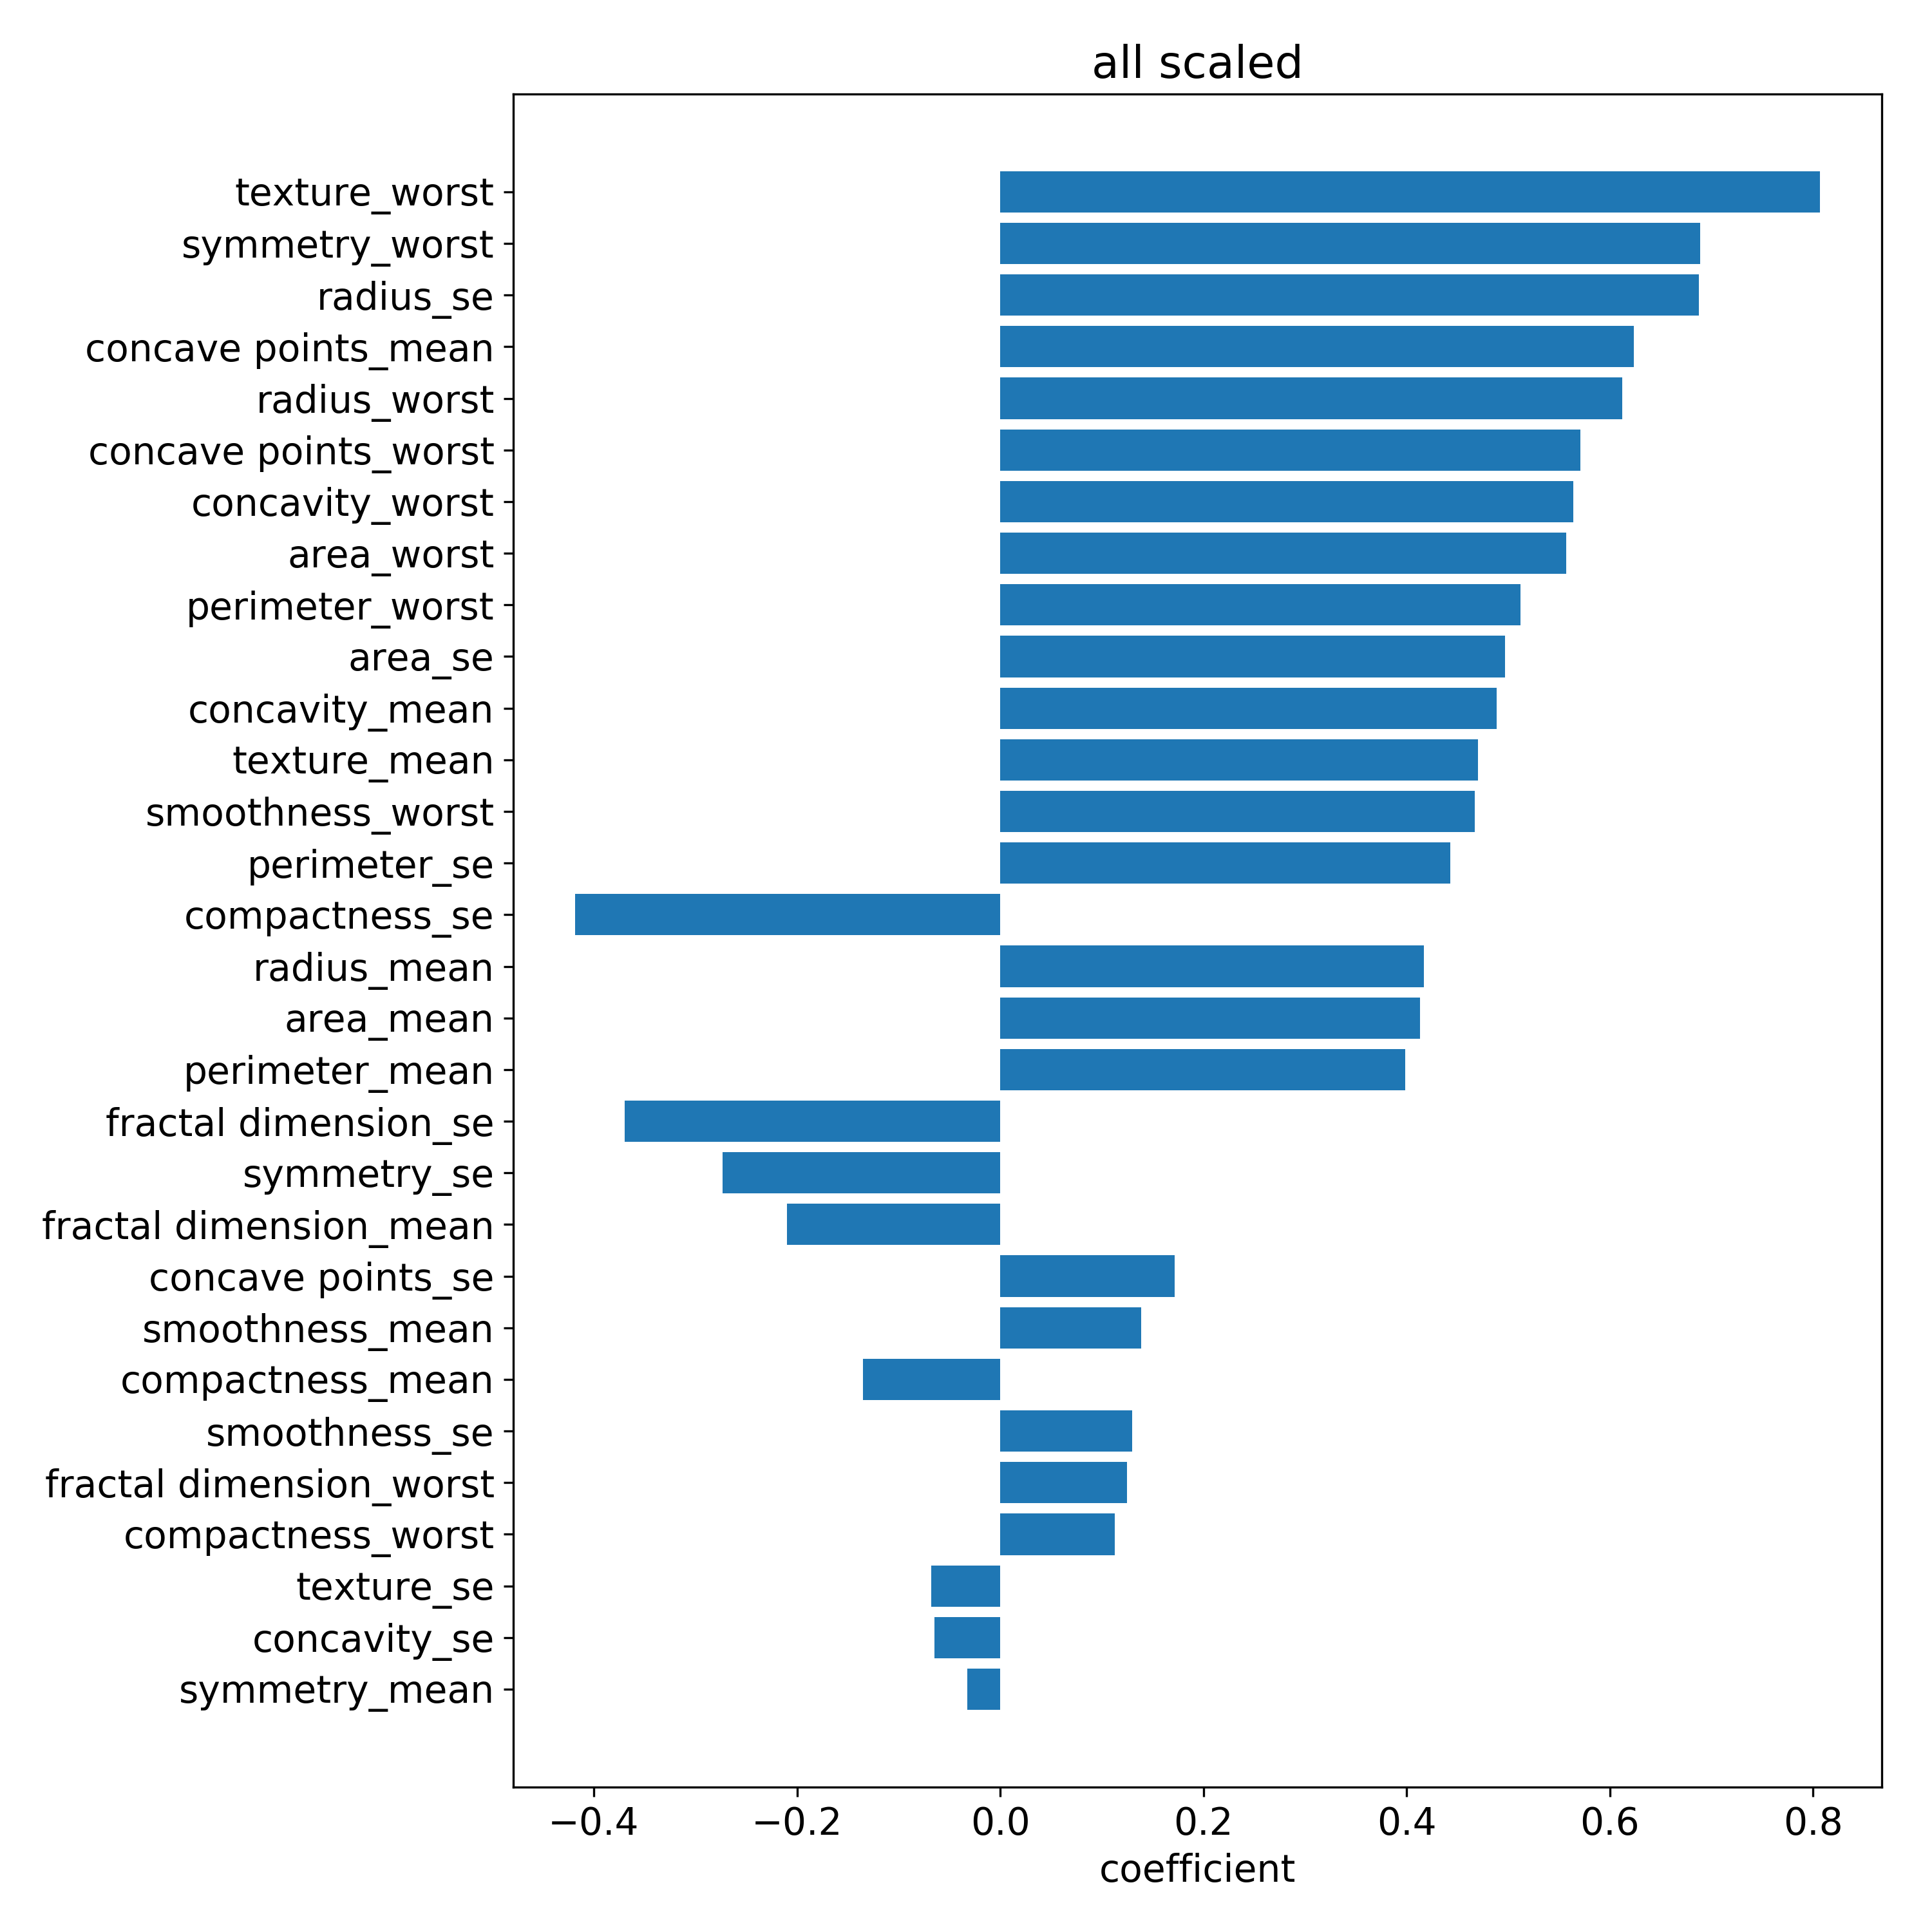 all scaled
texture_worst
symmetry_worst
radius_se
concave points_mean
radius_worst
concave points_worst
concavity_worst
area_worst
perimeter_worst
area_se
concavity_mean
texture_mean
smoothness_worst
perimeter_se
compactness_se
radius_mean
area_mean
perimeter_mean
fractal dimension_se
symmetry_se
fractal dimension_mean
concave points_se
smoothness_mean
compactness_mean
smoothness_se
fractal dimension_worst
compactness_worst
texture_se
concavity_se
symmetry_mean
−0.4 −0.2 0.0 0.2 0.4 0.6 0.8
coefficient